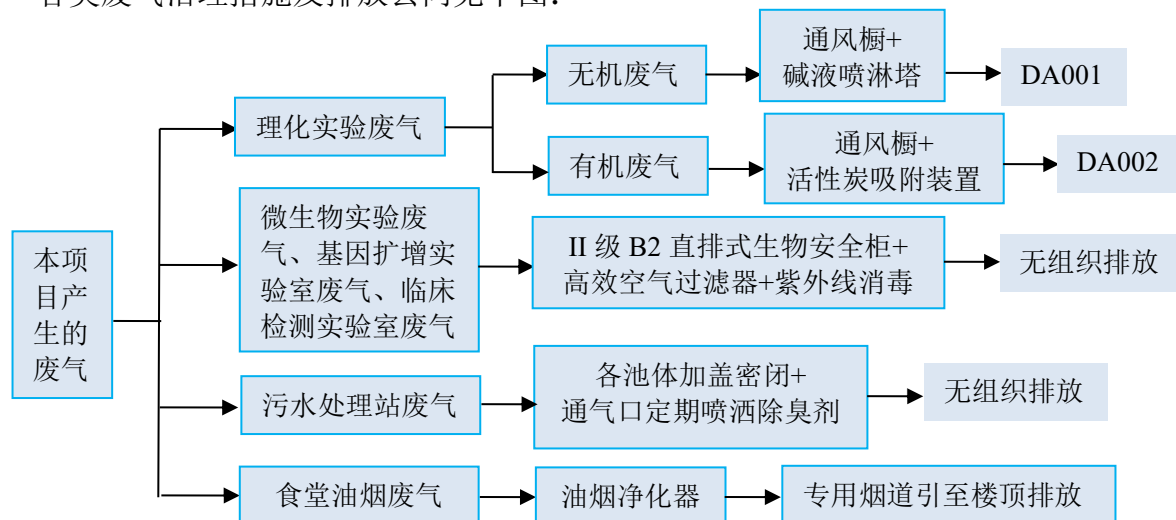 无机废气
通风橱+
碱液喷淋塔
DA001
理化实验废气
有机废气
通风橱+
活性炭吸附装置
DA002
本项
目产
生的
废气
微生物实验废
气、基因扩增实
验室废气、临床
检测实验室废气
II 级 B2 直排式生物安全柜+
高效空气过滤器+紫外线消毒
无组织排放
污水处理站废气
各池体加盖密闭+
通气口定期喷洒除臭剂
无组织排放
食堂油烟废气
油烟净化器
专用烟道引至楼顶排放